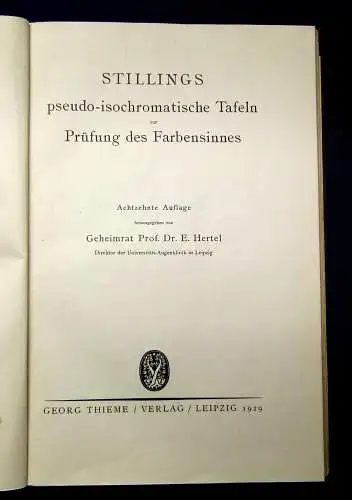 STILLINGS
pseudo-isochromatische Tafeln
zur
Prüfung des Farbensinnes
Achtzehnte Auflage
herausgegeben von
Geheimrat Prof. Dr. E. Hertel
Direktor der Universitäts-Augenklinik in Leipzig
GEORG THIEME / VERLAG / LEIPZIG 1929